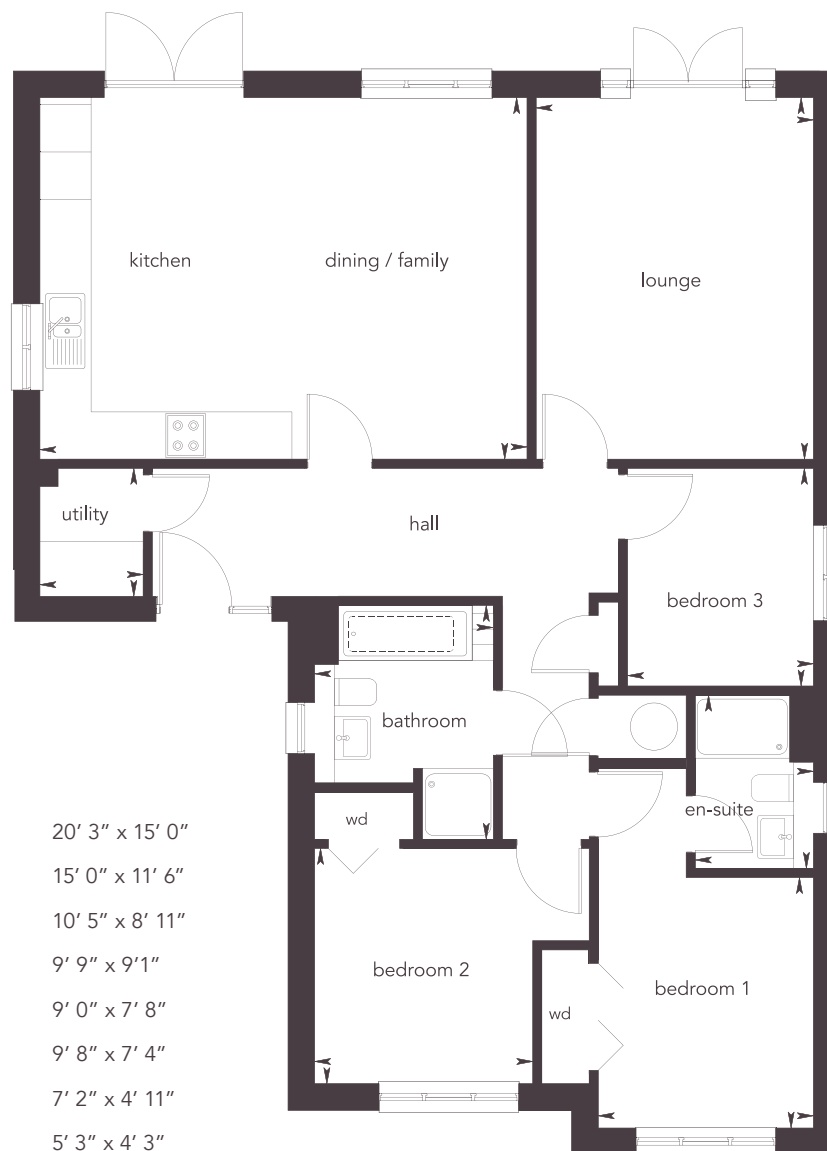 kitchen
dining / family
lounge
utility
hall
bedroom 3
bathroom
en-suite
wd
bedroom 2
bedroom 1
wd
20’ 3” x 15’ 0”
15’ 0” x 11’ 6”
10’ 5” x 8’ 11”
9’ 9” x 9’1”
9’ 0” x 7’ 8”
9’ 8” x 7’ 4”
7’ 2” x 4’ 11”
5’ 3” x 4’ 3”